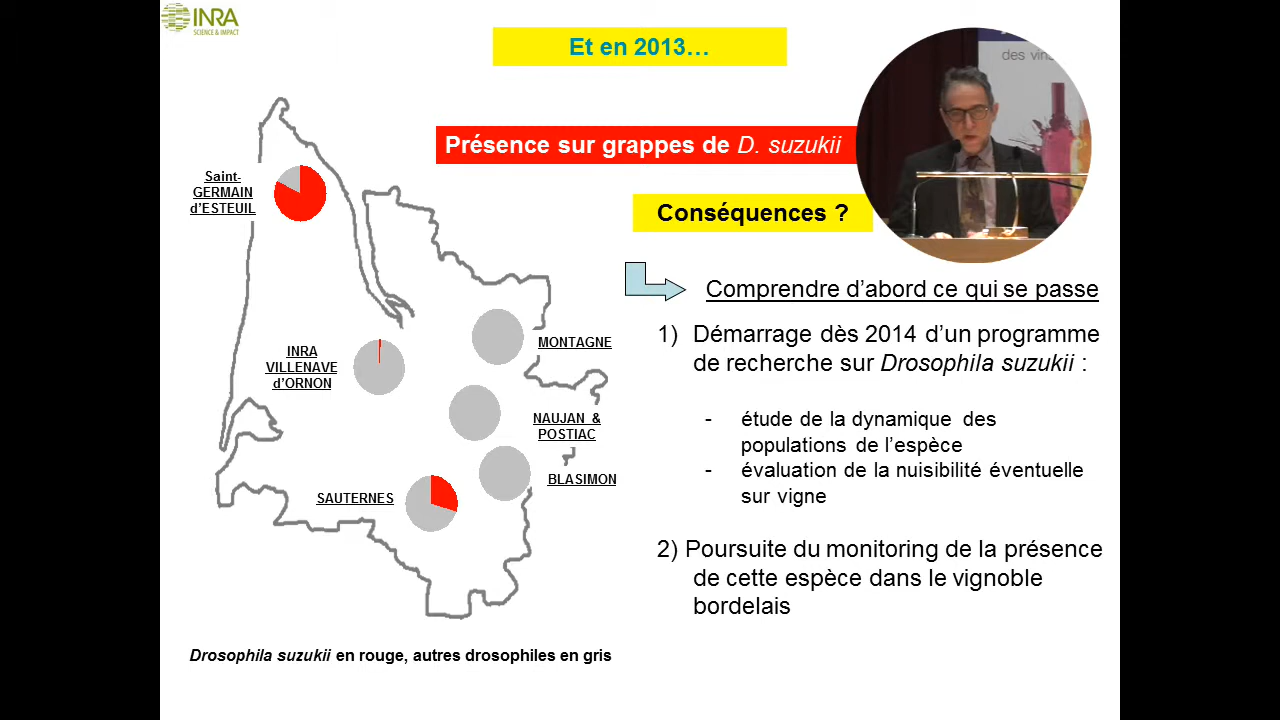 INRA
SCIENCE & IMPACT
Et en 2013…
des vins
Présence sur grappes de D. suzukii
Saint-
GERMAIN
d’ESTEUIL
Conséquences ?
Comprendre d’abord ce qui se passe
1) Démarrage dès 2014 d’un programme
de recherche sur Drosophila suzukii :
MONTAGNE
INRA
VILLENAVE
d’ORNON
NAUJAN &
POSTIAC
- étude de la dynamique des
populations de l’espèce
- évaluation de la nuisibilité éventuelle
sur vigne
BLASIMON
SAUTERNES
2) Poursuite du monitoring de la présence
de cette espèce dans le vignoble
bordelais
Drosophila suzukii en rouge, autres drosophiles en gris